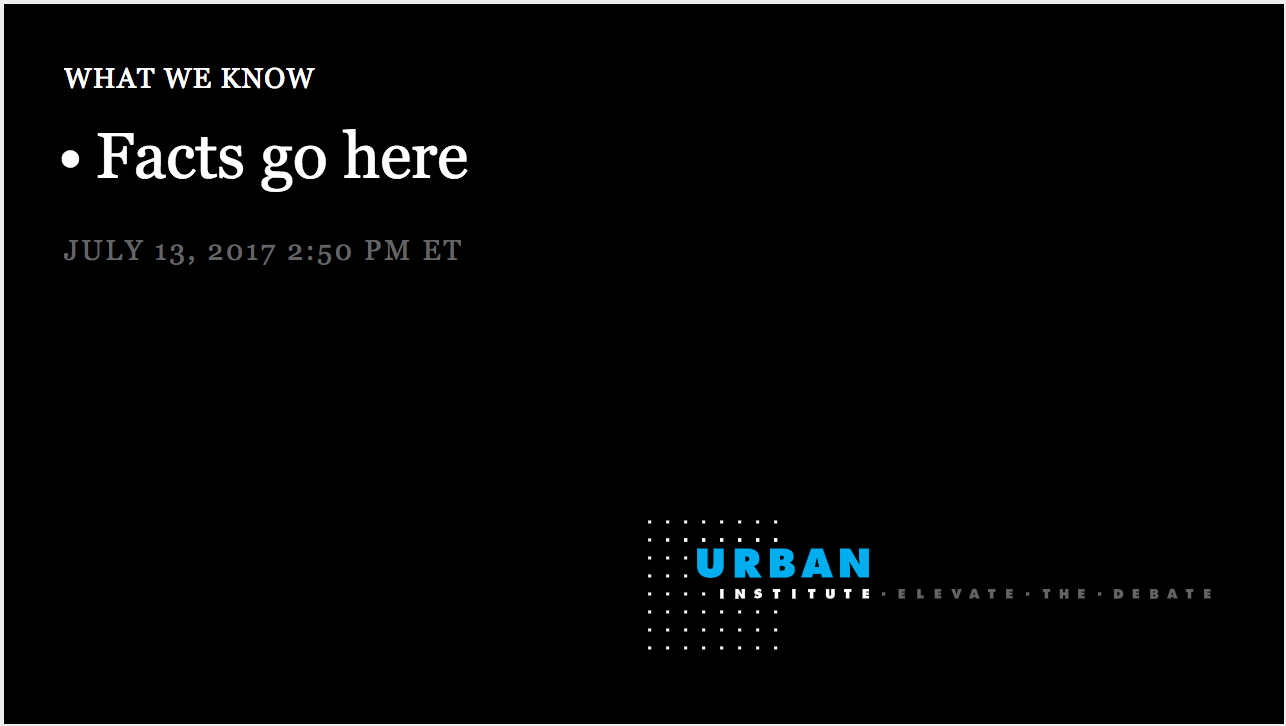 WHAT WE KNOW
• Facts go here
JULY 13, 2017 2:50 PM ET
URBAN
INSTITUTE · ELEVATE · THE · DEBATE